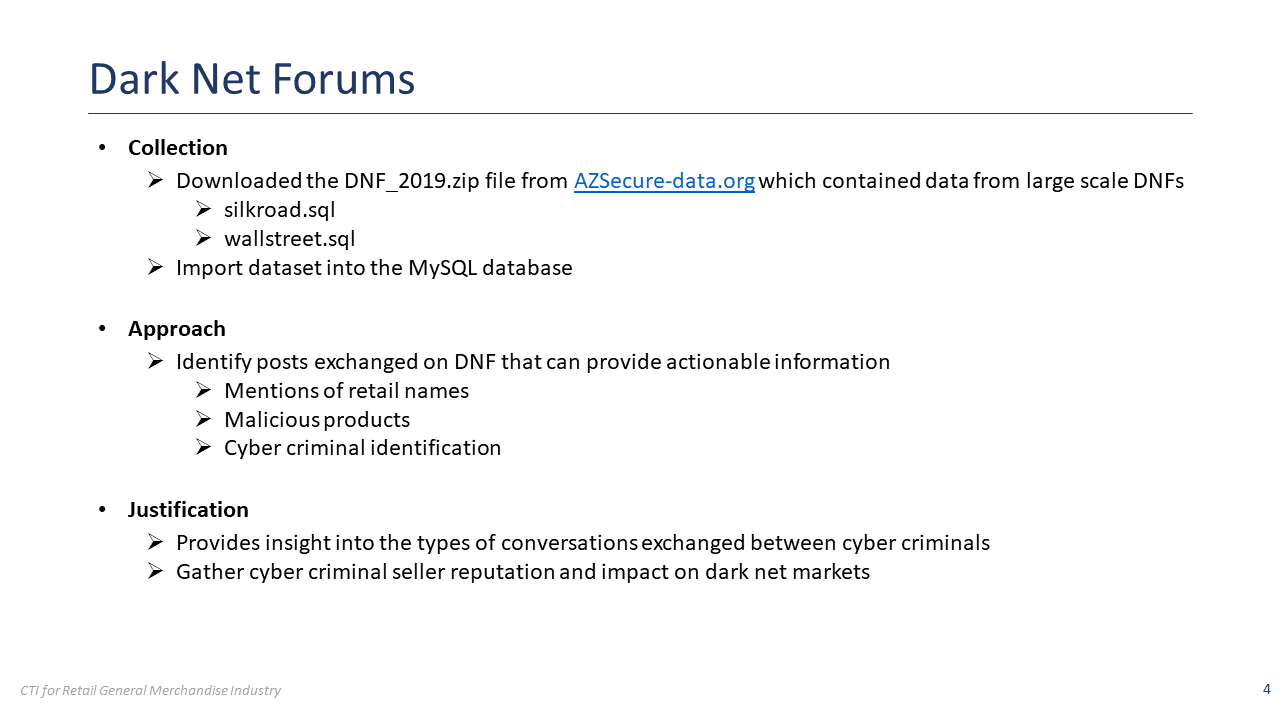 Dark Net Forums
• Collection
➢ Downloaded the DNF_2019.zip file from AZSecure-data.org which contained data from large scale DNFs
➢ silkroad.sql
➢ wallstreet.sql
➢ Import dataset into the MySQL database
• Approach
➢ Identify posts exchanged on DNF that can provide actionable information
➢ Mentions of retail names
➢ Malicious products
➢ Cyber criminal identification
• Justification
➢ Provides insight into the types of conversations exchanged between cyber criminals
➢ Gather cyber criminal seller reputation and impact on dark net markets
CTI for Retail General Merchandise Industry
4